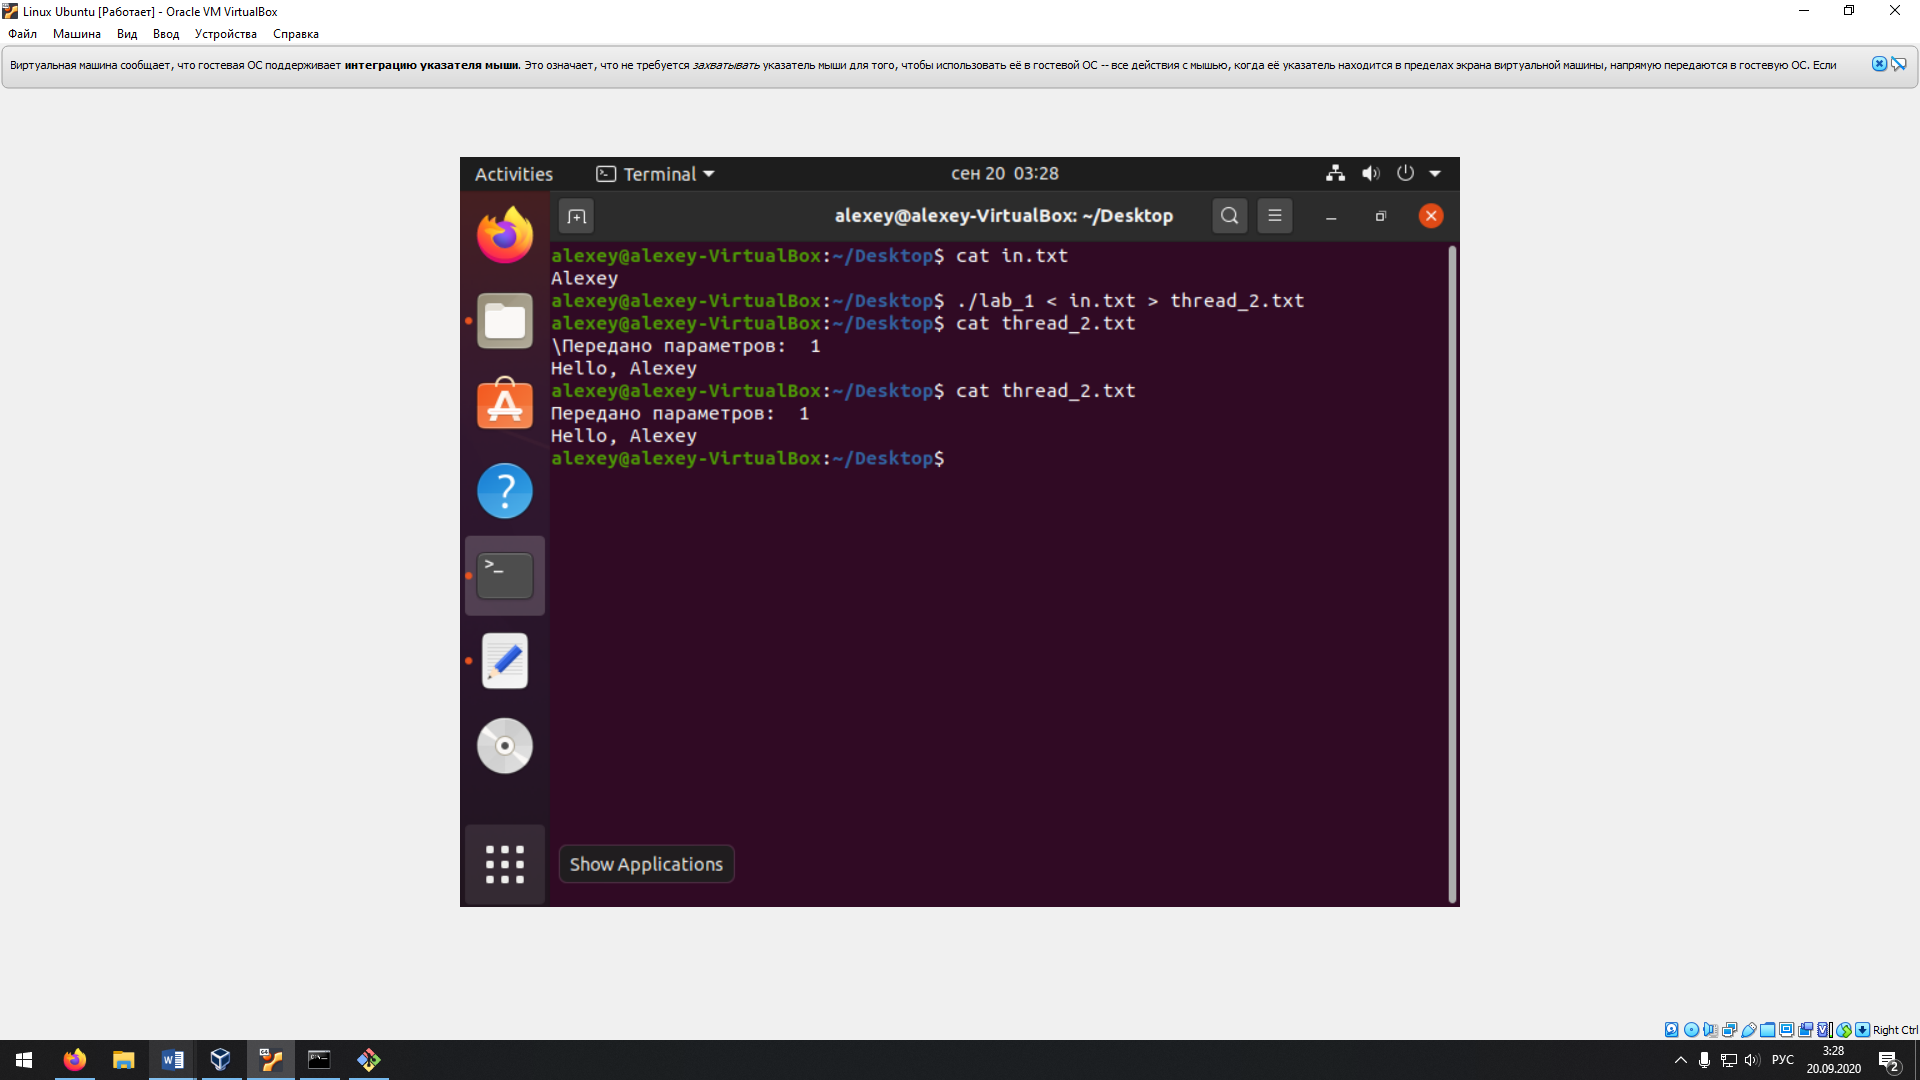 Linux Ubuntu [Работает] - Oracle VM VirtualBox
Файл Машина Вид Ввод Устройства Справка
Виртуальная машина сообщает, что гостевая ОС поддерживает интеграцию указателя мыши. Это означает, что не требуется захватывать указатель мыши для того, чтобы использовать её в гостевой ОС -- все действия с мышью, когда её указатель находится в пределах экрана виртуальной машины, напрямую передаются в гостевую ОС. Если
Activities Terminal сен 20 03:28
alexey@alexey-VirtualBox: ~/Desktop
alexey@alexey-VirtualBox:~/Desktop$ cat in.txt
Alexey
alexey@alexey-VirtualBox:~/Desktop$ ./lab_1 < in.txt > thread_2.txt
alexey@alexey-VirtualBox:~/Desktop$ cat thread_2.txt
\Передано параметров:  1
Hello, Alexey
alexey@alexey-VirtualBox:~/Desktop$ cat thread_2.txt
Передано параметров:  1
Hello, Alexey
alexey@alexey-VirtualBox:~/Desktop$
Show Applications
Right Ctrl
РУС
3:28
20.09.2020
2